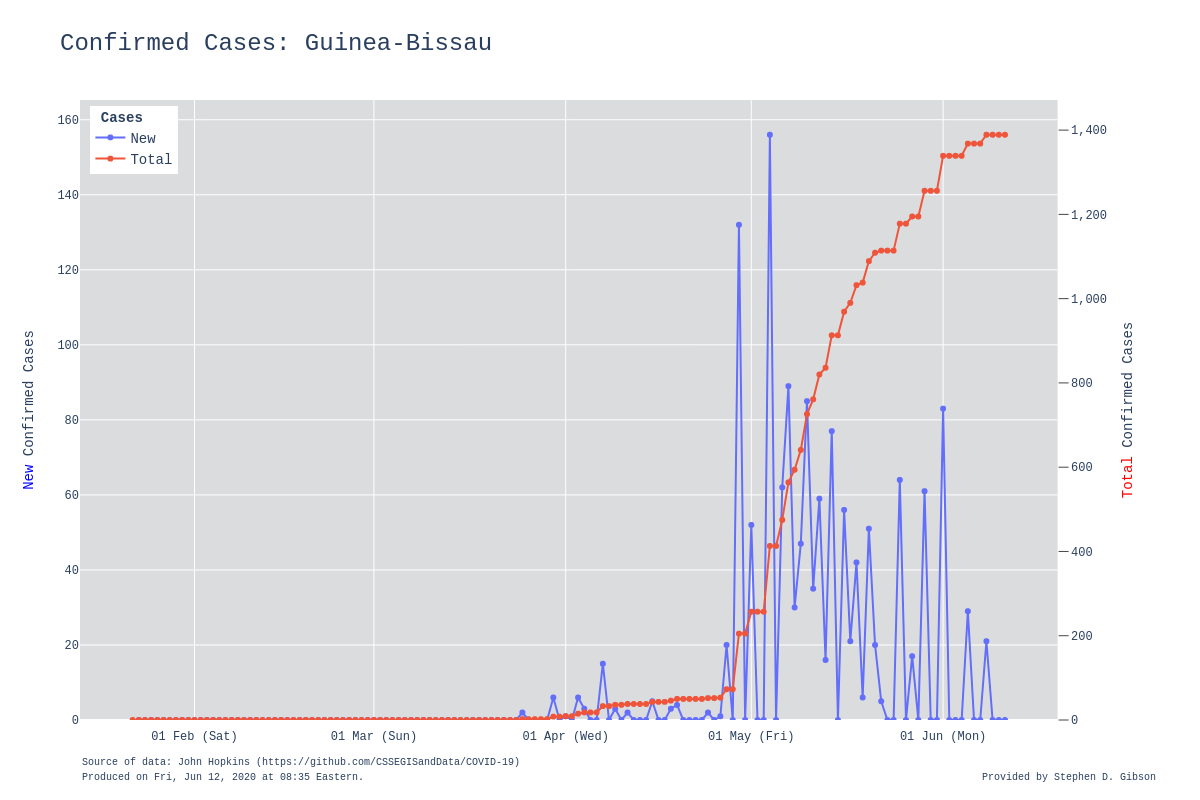 Confirmed Cases: Guinea-Bissau
Cases
New
Total
160
140
120
100
80
60
40
20
0
1,400
1,200
1,000
800
600
400
200
0
New Confirmed Cases
Total Confirmed Cases
01 Feb (Sat)
01 Mar (Sun)
01 Apr (Wed)
01 May (Fri)
01 Jun (Mon)
Source of data: John Hopkins (https://github.com/CSSEGISandData/COVID-19)
Produced on Fri, Jun 12, 2020 at 08:35 Eastern.
Provided by Stephen D. Gibson